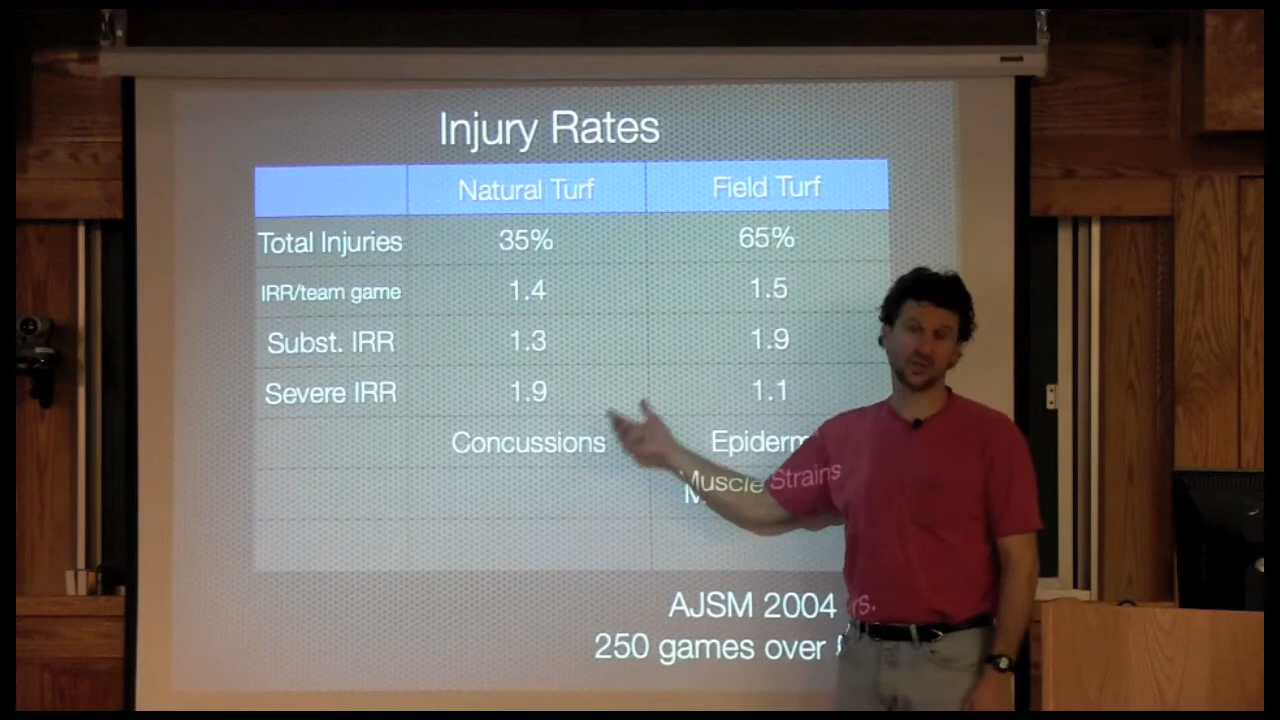 Injury Rates
Natural Turf Field Turf
Total Injuries 35% 65%
IRR/team game 1.4 1.5
Subst. IRR 1.3 1.9
Severe IRR 1.9 1.1
Concussions
Muscle Strains
AJSM 2004
250 games over